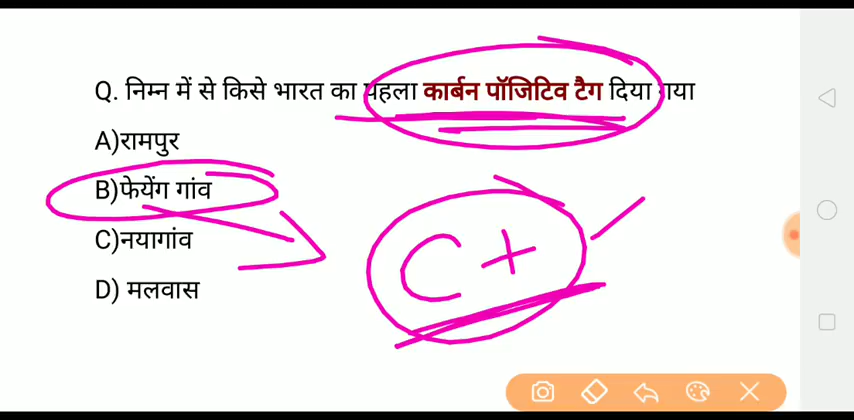 Q. निम्न में से किसे भारत का पहला कार्बन पॉजिटिव टैग दिया गया
A)रामपुर
B)फेयेंग गांव
C)नयागांव
D) मलवास
C+